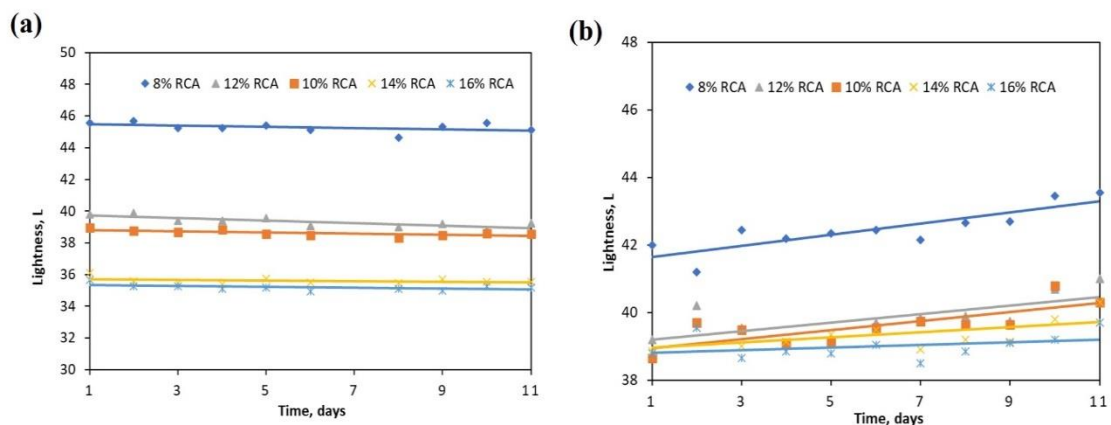 (a)
50
48
46
44
42
40
38
36
34
32
30
Lightness, L
8% RCA 12% RCA 10% RCA 14% RCA 16% RCA
1 3 5 7 9 11
Time, days
(b)
48
46
44
42
40
38
Lightness, L
8% RCA 12% RCA 10% RCA 14% RCA 16% RCA
1 3 5 7 9 11
Time, days